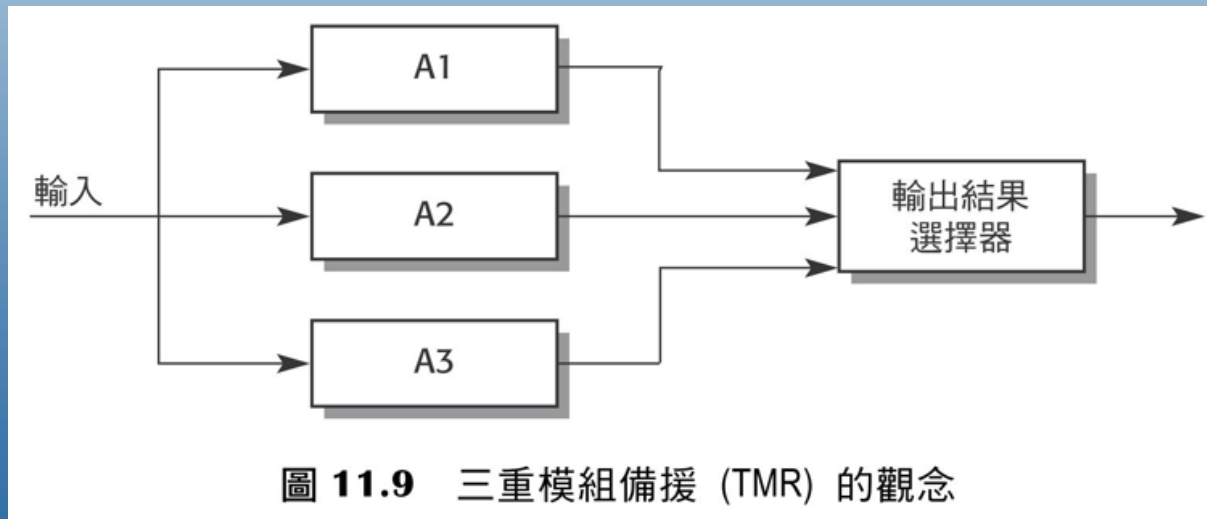 A1
輸入
A2
輸出結果
選擇器
A3
圖 11.9 三重模組備援 (TMR) 的觀念